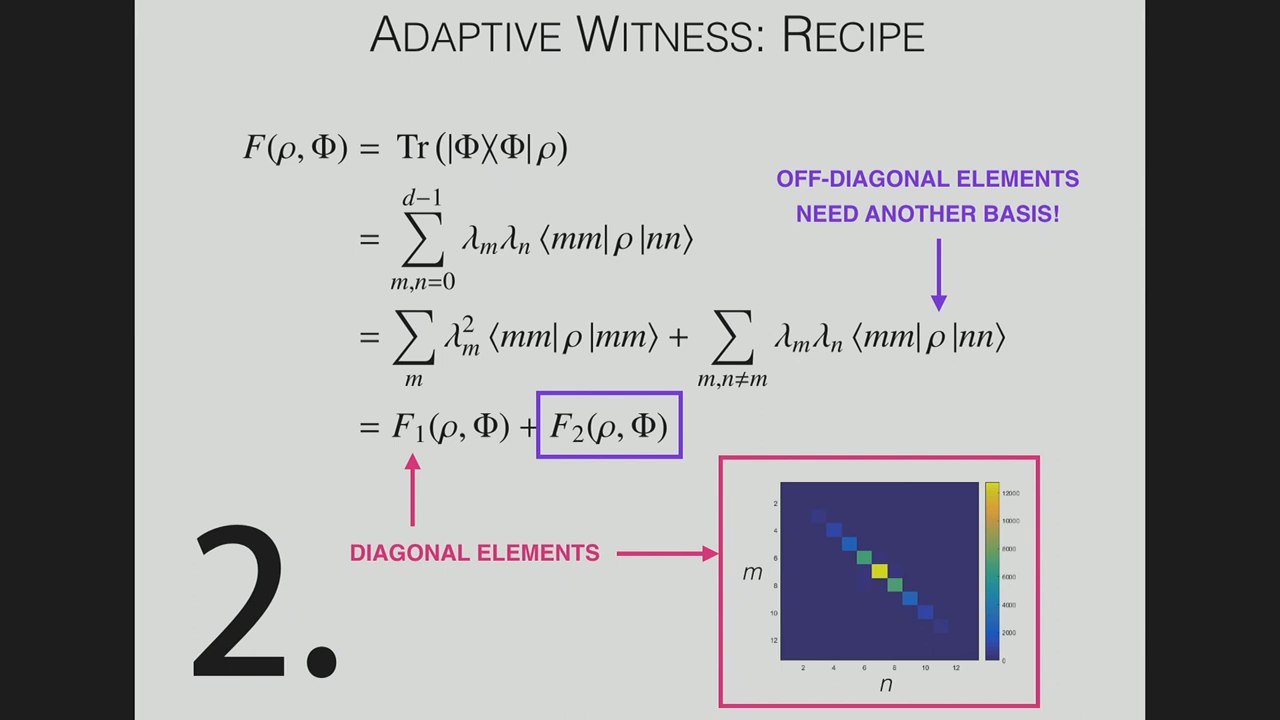 ADAPTIVE WITNESS: RECIPE
F(ρ, Φ) = Tr (|Φ⟩⟨Φ| ρ)
OFF-DIAGONAL ELEMENTS
NEED ANOTHER BASIS!
d−1
= ∑ λₘλₙ ⟨mm| ρ |nn⟩
m,n=0
= ∑ λ²ₘ ⟨mm| ρ |mm⟩ + ∑ λₘλₙ ⟨mm| ρ |nn⟩
m m,n≠m
= F₁(ρ, Φ) + F₂(ρ, Φ)
DIAGONAL ELEMENTS
2.
m
2
4
6
8
10
12
2 4 6 8 10 12
n
12000
10000
8000
6000
4000
2000
0